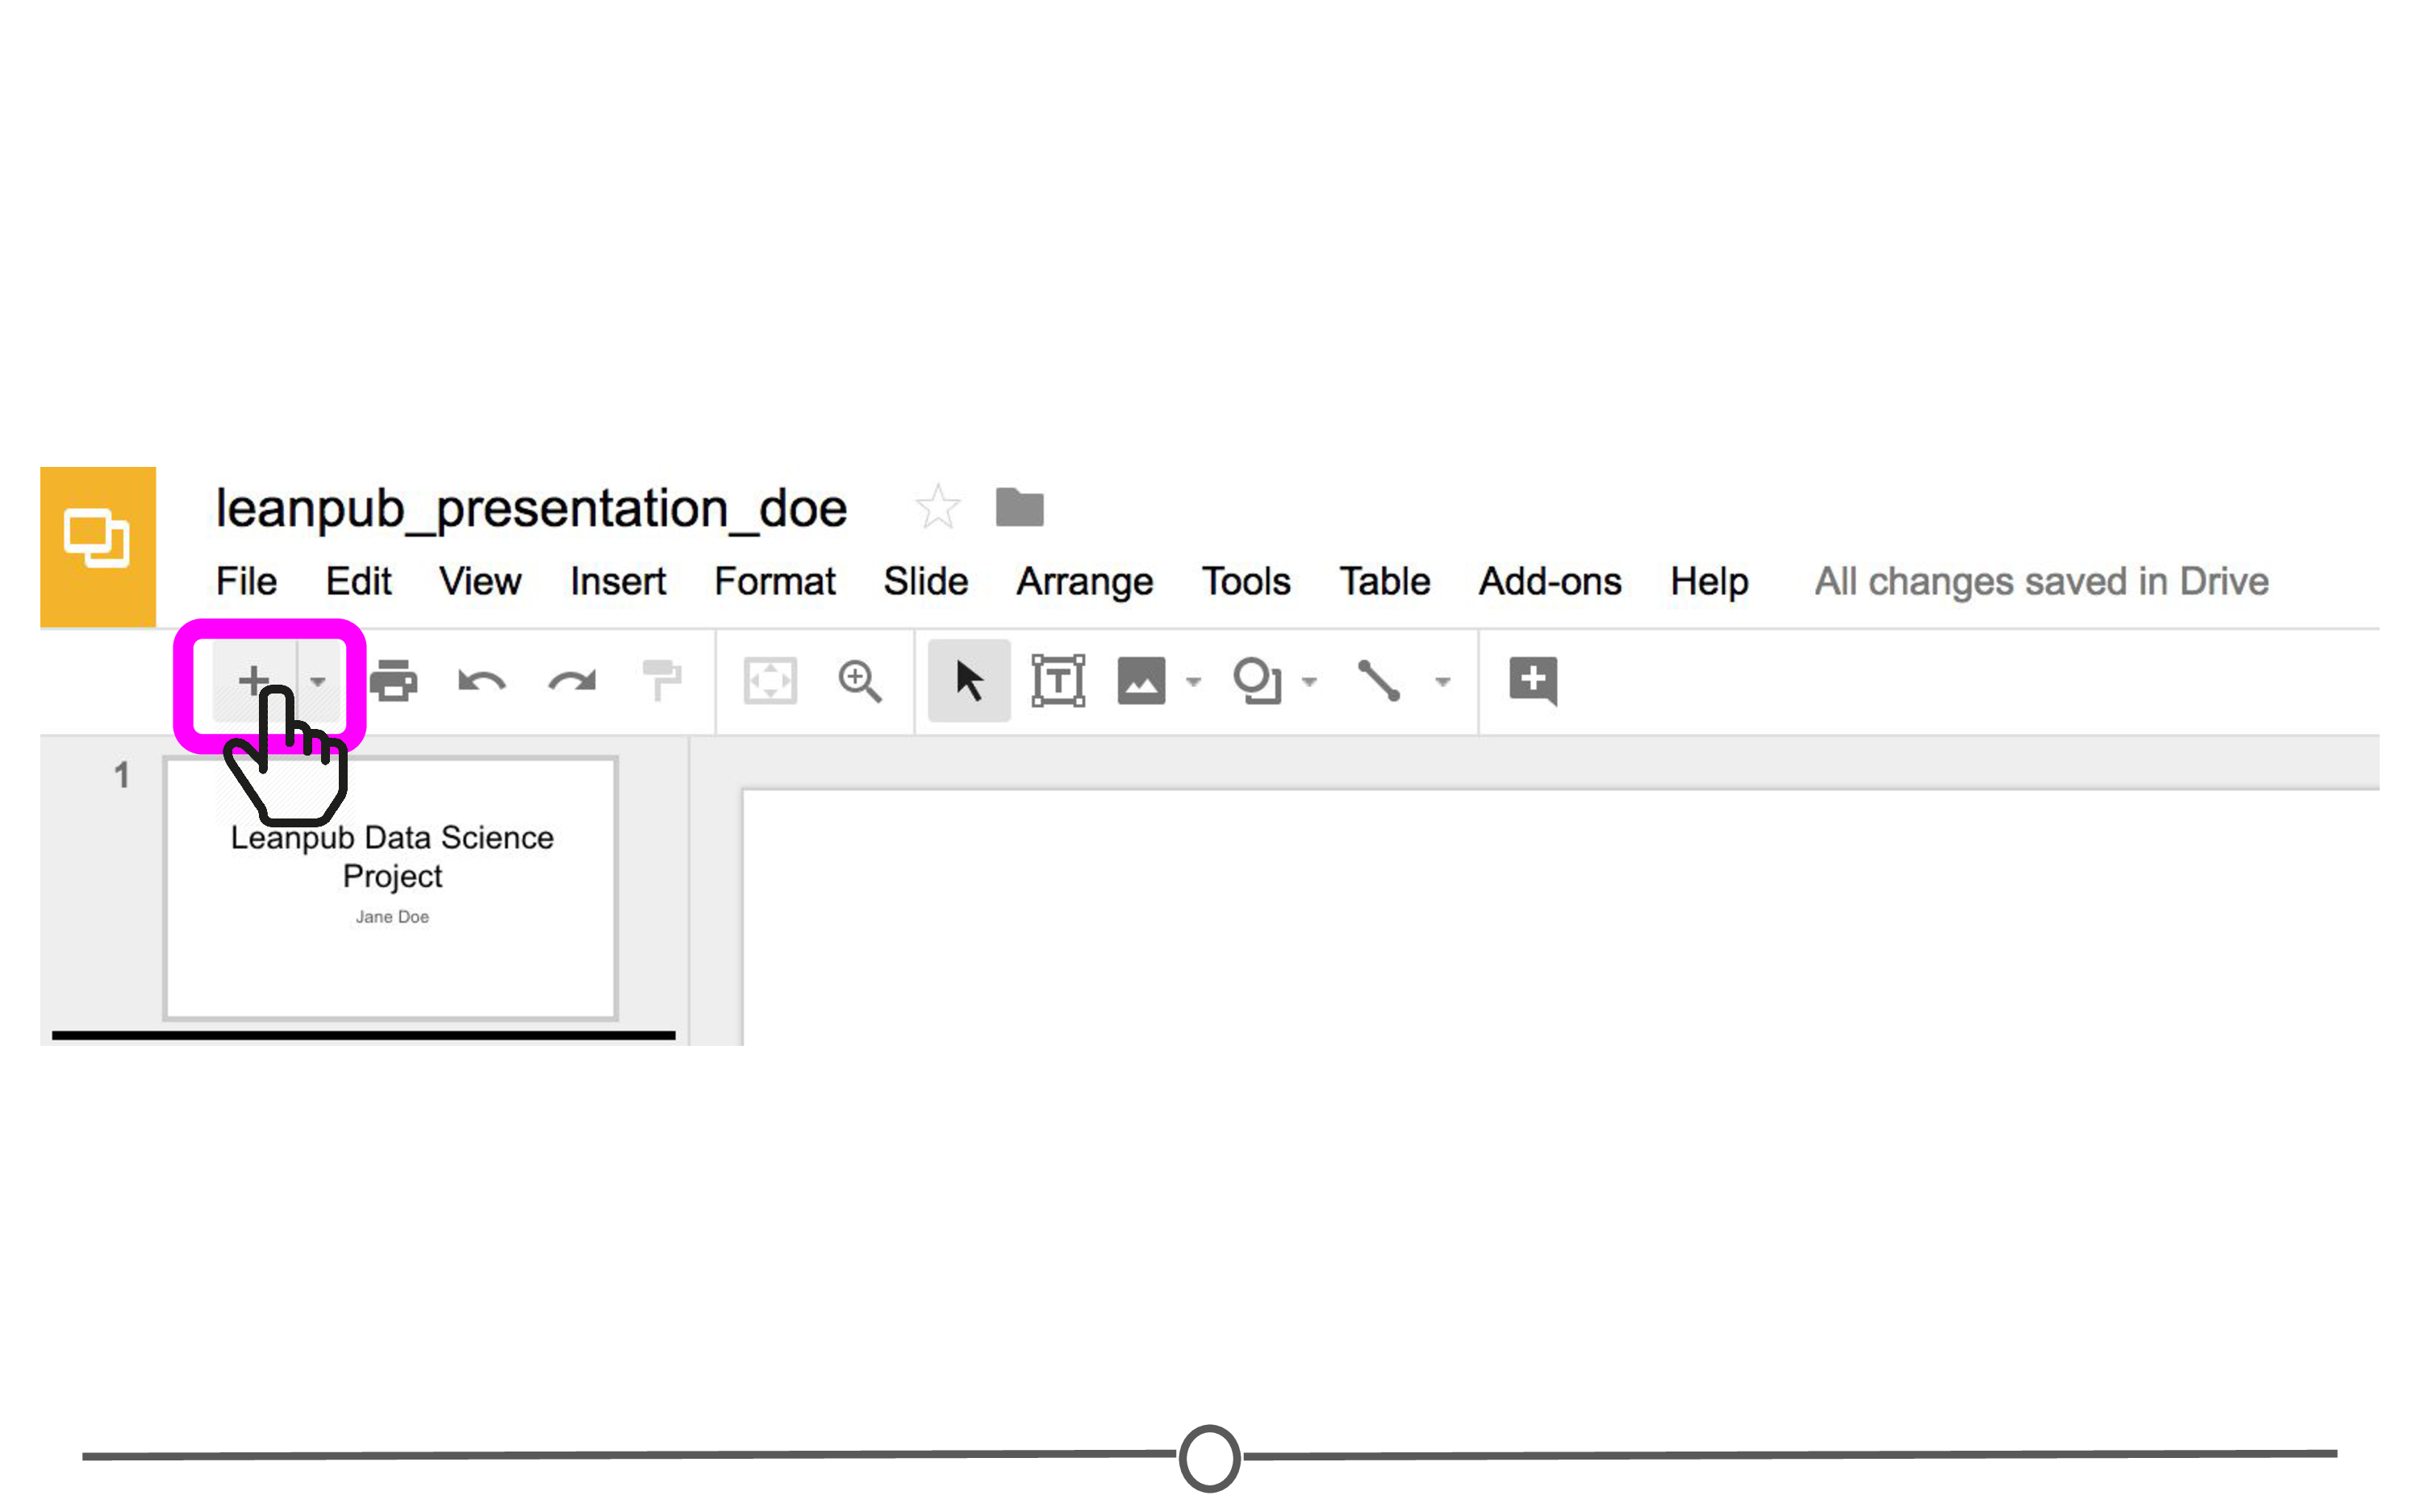 leanpub_presentation_doe
File Edit View Insert Format Slide Arrange Tools Table Add-ons Help All changes saved in Drive
1
Leanpub Data Science
Project
Jane Doe